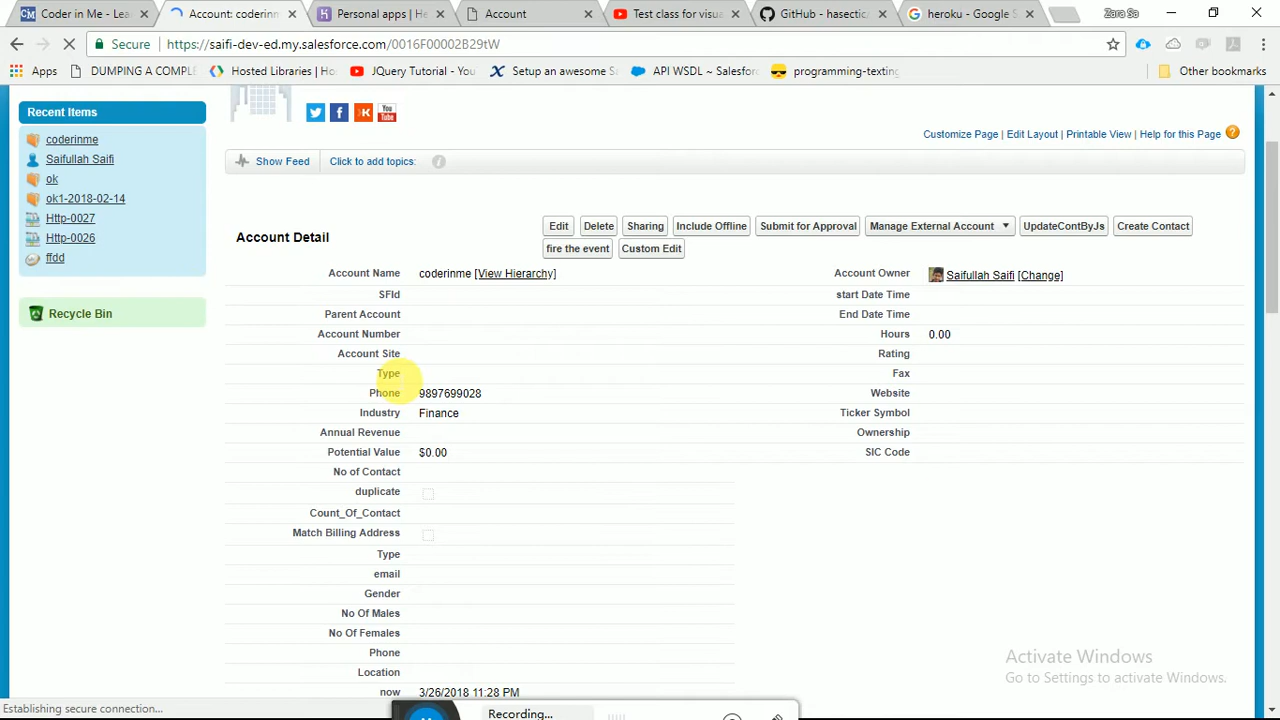 Coder in Me - Lea
Account: coderinm
Personal apps | He
Account
Test class for visua
GitHub - hasectic
heroku - Google S
Zara Sa
Secure
https://saifi-dev-ed.my.salesforce.com/0016F00002B29tW
Apps
DUMPING A COMPLE
Hosted Libraries | Ho
JQuery Tutorial - You
Setup an awesome S
API WSDL ~ Salesfor
programming-texting
Other bookmarks
Recent Items
coderinme
Saifullah Saifi
ok
ok1-2018-02-14
Http-0027
Http-0026
ffdd
Recycle Bin
You Tube
Customize Page | Edit Layout | Printable View | Help for this Page
Show Feed
Click to add topics:
Account Detail
Edit
Delete
Sharing
Include Offline
Submit for Approval
Manage External Account
UpdateContByJs
Create Contact
fire the event
Custom Edit
Account Name coderinme [View Hierarchy]
Account Owner Saifullah Saifi [Change]
SFId
start Date Time
Parent Account
End Date Time
Account Number
Hours 0.00
Account Site
Rating
Type
Fax
Phone 9897699028
Website
Industry Finance
Ticker Symbol
Annual Revenue
Ownership
Potential Value $0.00
SIC Code
No of Contact
duplicate
Count_Of_Contact
Match Billing Address
Type
email
Gender
No Of Males
No Of Females
Phone
Location
now 3/26/2018 11:28 PM
Activate Windows
Go to Settings to activate Windows.
Establishing secure connection...
Recording...